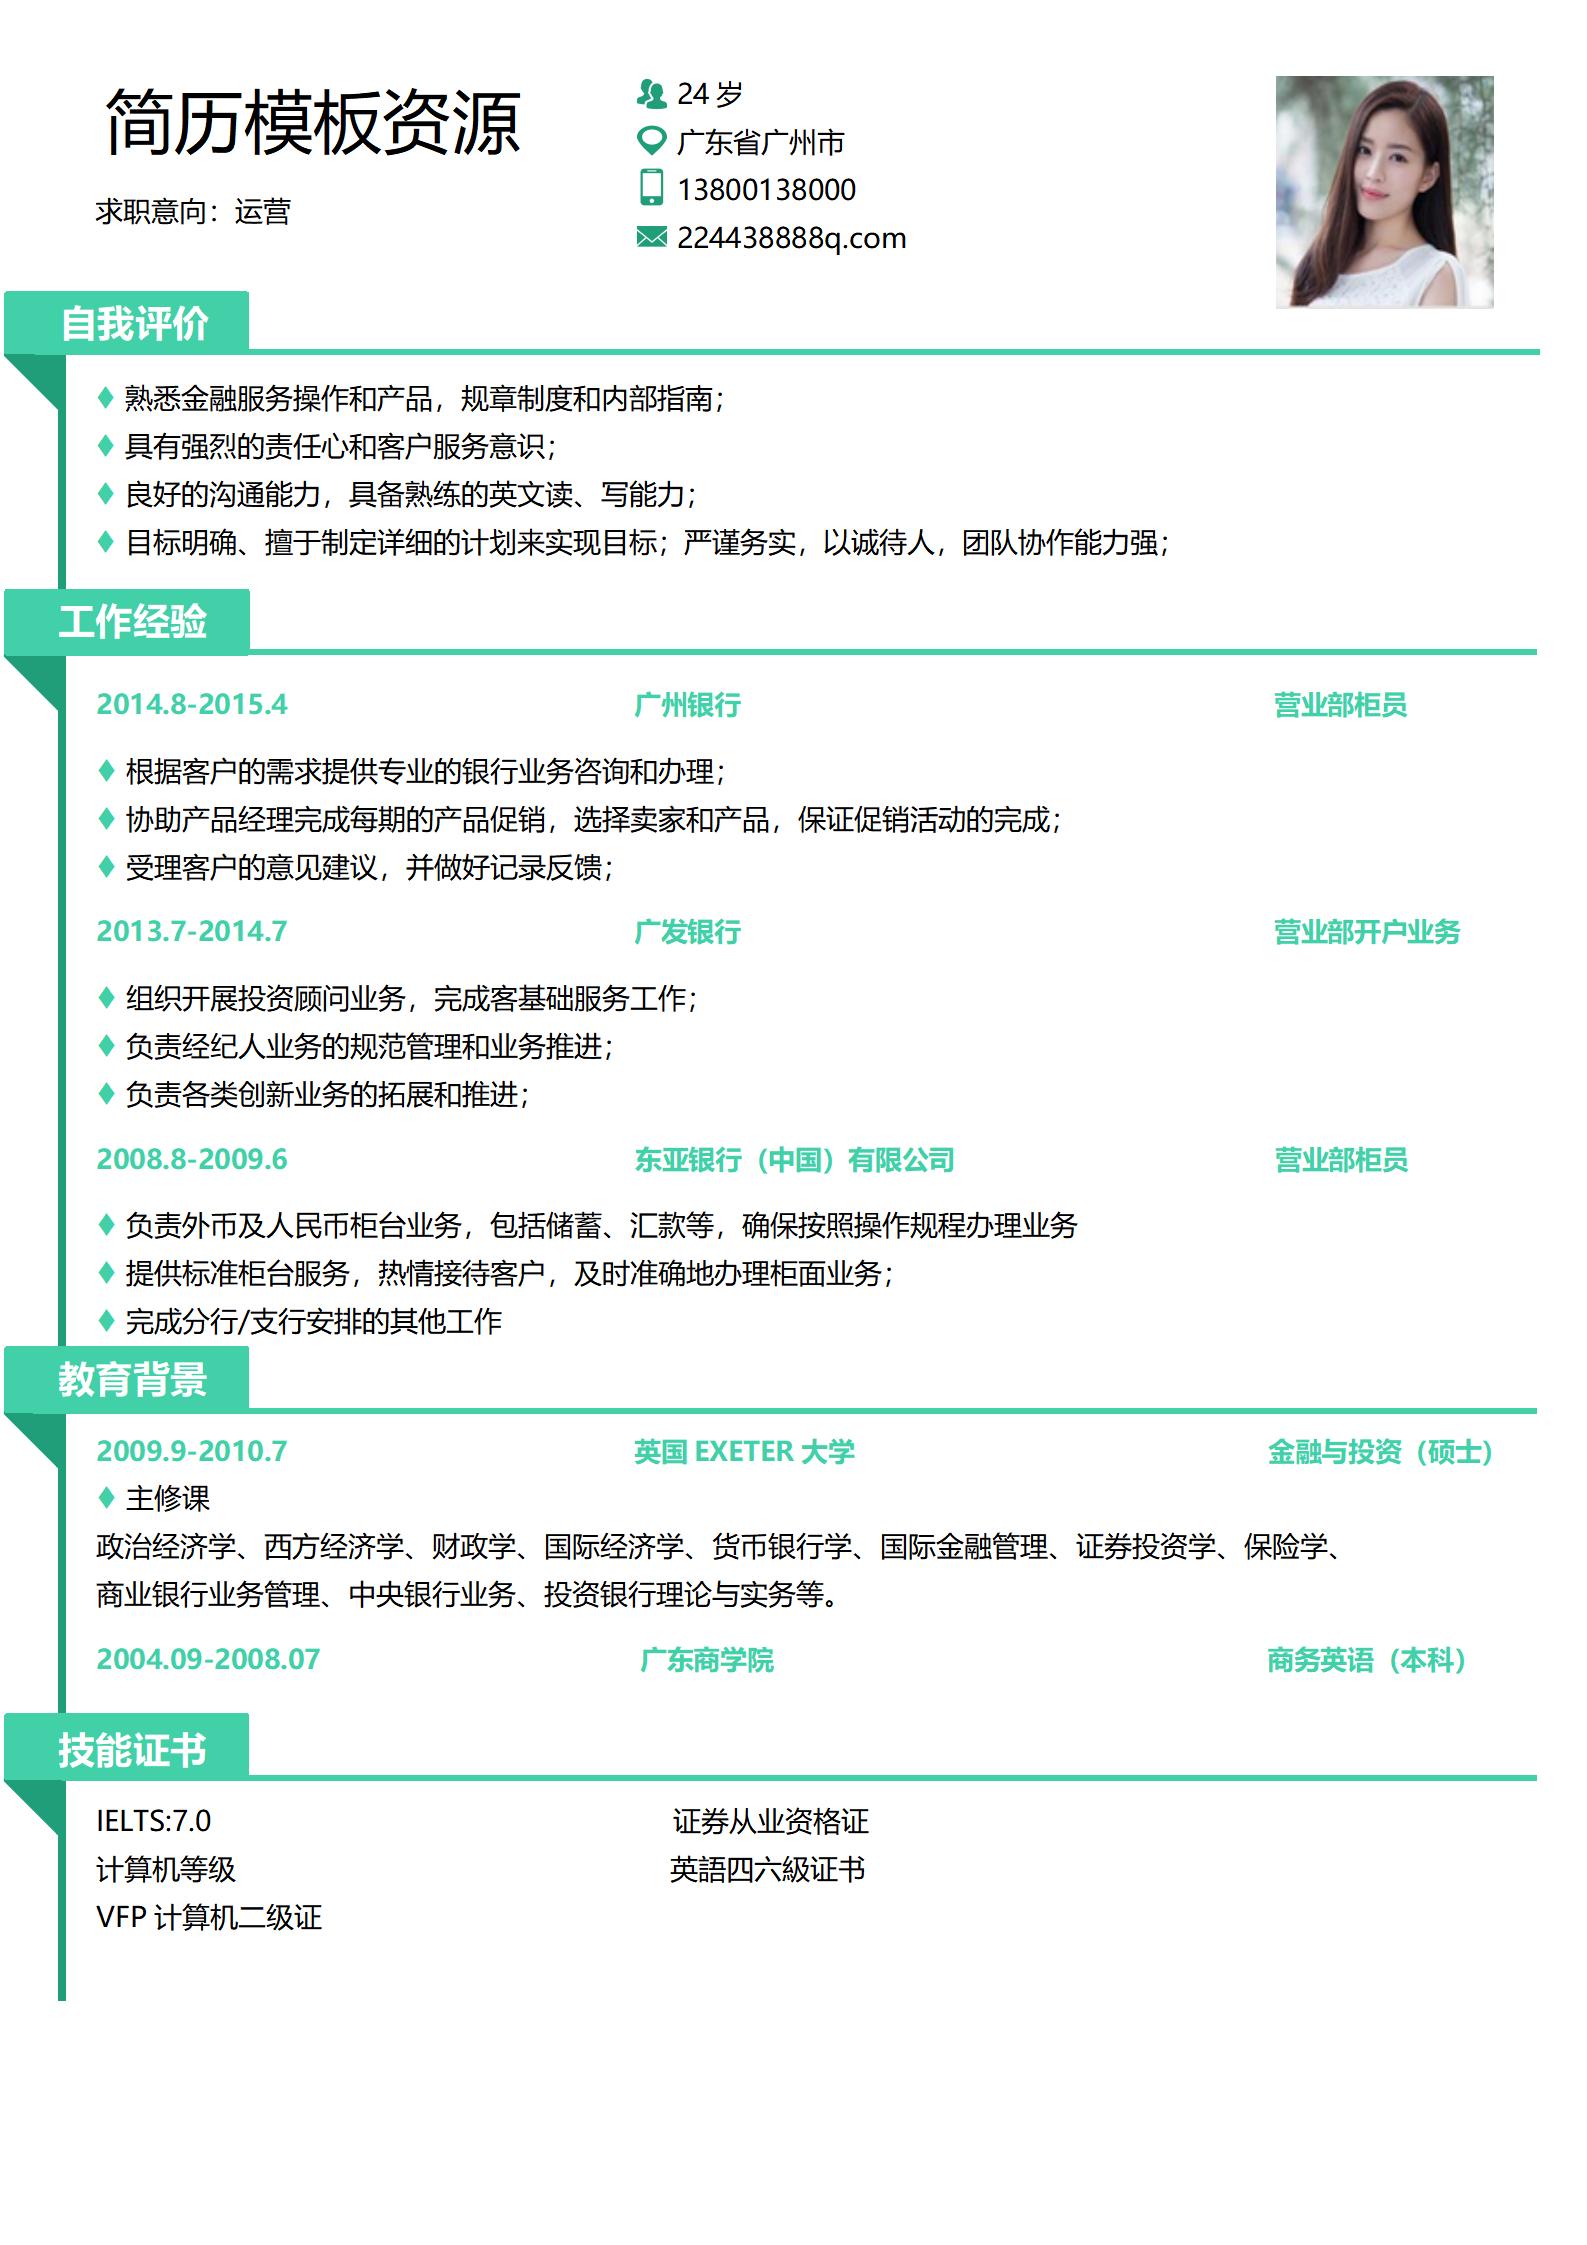 简历模板资源
求职意向：运营
24 岁
广东省广州市
13800138000
224438888q.com
自我评价
熟悉金融服务操作和产品，规章制度和内部指南；
具有强烈的责任心和客户服务意识；
良好的沟通能力，具备熟练的英文读、写能力；
目标明确、擅于制定详细的计划来实现目标；严谨务实，以诚待人，团队协作能力强；
工作经验
2014.8-2015.4 广州银行 营业部柜员
根据客户的需求提供专业的银行业务咨询和办理；
协助产品经理完成每期的产品促销，选择卖家和产品，保证促销活动的完成；
受理客户的意见建议，并做好记录反馈；
2013.7-2014.7 广发银行 营业部开户业务
组织开展投资顾问业务，完成客基础服务工作；
负责经纪人业务的规范管理和业务推进；
负责各类创新业务的拓展和推进；
2008.8-2009.6 东亚银行（中国）有限公司 营业部柜员
负责外币及人民币柜台业务，包括储蓄、汇款等，确保按照操作规程办理业务
提供标准柜台服务，热情接待客户，及时准确地办理柜面业务；
完成分行/支行安排的其他工作
教育背景
2009.9-2010.7 英国 EXETER 大学 金融与投资（硕士）
主修课
政治经济学、西方经济学、财政学、国际经济学、货币银行学、国际金融管理、证券投资学、保险学、
商业银行业务管理、中央银行业务、投资银行理论与实务等。
2004.09-2008.07 广东商学院 商务英语（本科）
技能证书
IELTS:7.0 证券从业资格证
计算机等级 英語四六級证书
VFP 计算机二级证